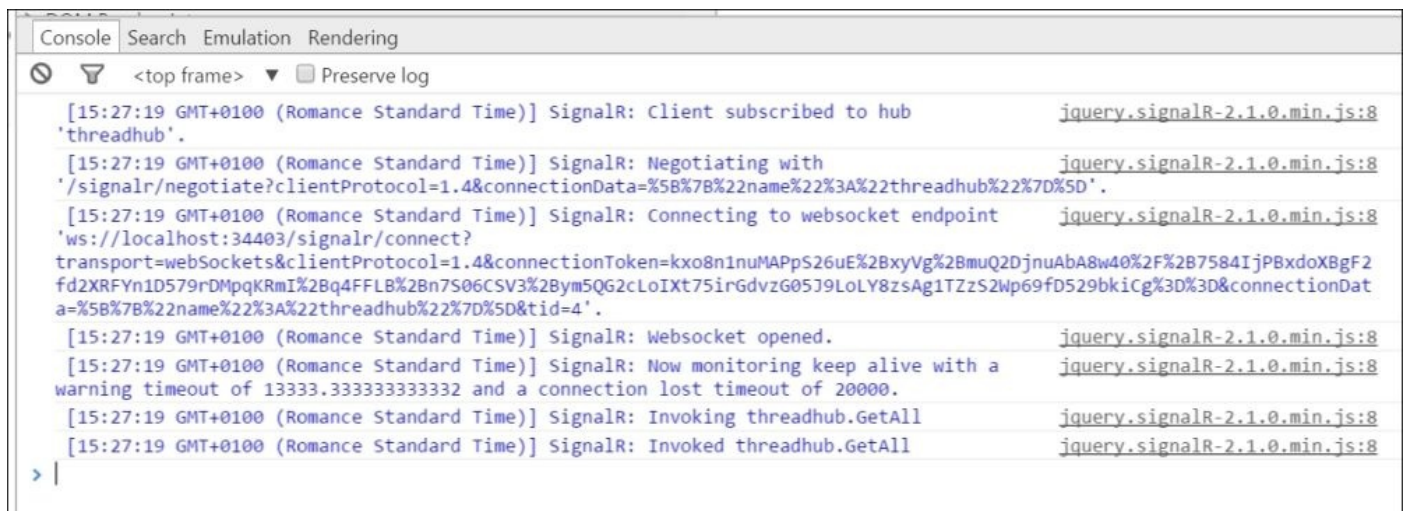 Console Search Emulation Rendering
<top frame> ▼ Preserve log
[15:27:19 GMT+0100 (Romance Standard Time)] SignalR: Client subscribed to hub jquery.signalR-2.1.0.min.js:8
'threadhub'.
[15:27:19 GMT+0100 (Romance Standard Time)] SignalR: Negotiating with jquery.signalR-2.1.0.min.js:8
'/signalr/negotiate?clientProtocol=1.4&connectionData=%5B%7B%22name%22%3A%22threadhub%22%7D%5D'.
[15:27:19 GMT+0100 (Romance Standard Time)] SignalR: Connecting to websocket endpoint jquery.signalR-2.1.0.min.js:8
'ws://localhost:34403/signalr/connect?
transport=webSockets&clientProtocol=1.4&connectionToken=kxo8n1nuMAPpS26uE%2BxyVg%2BmuQ2DjnuAbA8w40%2F%2B7584IjPBxdoXBgF2
fd2XRFYn1D579rDMpqKRmI%2Bq4FFLB%2Bn7S06CSV3%2Bym5QG2cLoIXt75irGdvzG05J9LoLY8zsAg1TZzS2Wp69fD529bkiCg%3D%3D&connectionDat
a=%5B%7B%22name%22%3A%22threadhub%22%7D%5D&tid=4'.
[15:27:19 GMT+0100 (Romance Standard Time)] SignalR: Websocket opened. jquery.signalR-2.1.0.min.js:8
[15:27:19 GMT+0100 (Romance Standard Time)] SignalR: Now monitoring keep alive with a jquery.signalR-2.1.0.min.js:8
warning timeout of 13333.333333333332 and a connection lost timeout of 20000.
[15:27:19 GMT+0100 (Romance Standard Time)] SignalR: Invoking threadhub.GetAll jquery.signalR-2.1.0.min.js:8
[15:27:19 GMT+0100 (Romance Standard Time)] SignalR: Invoked threadhub.GetAll jquery.signalR-2.1.0.min.js:8
>